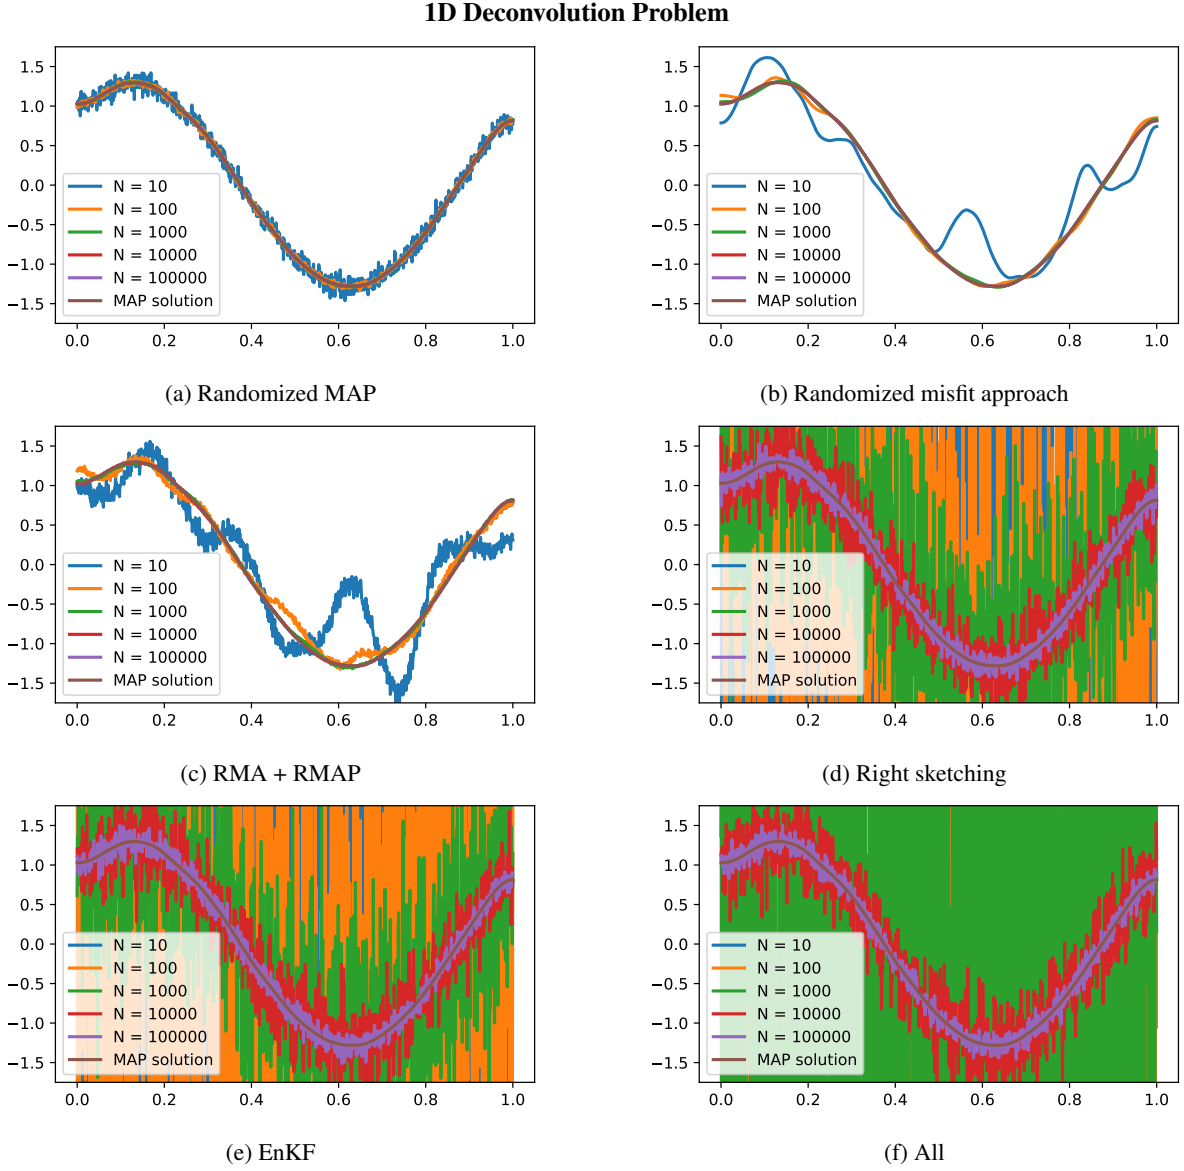 1D Deconvolution Problem
1.5
1.0
0.5
0.0
−0.5
−1.0
−1.5
N = 10
N = 100
N = 1000
N = 10000
N = 100000
MAP solution
0.0 0.2 0.4 0.6 0.8 1.0
(a) Randomized MAP
1.5
1.0
0.5
0.0
−0.5
−1.0
−1.5
N = 10
N = 100
N = 1000
N = 10000
N = 100000
MAP solution
0.0 0.2 0.4 0.6 0.8 1.0
(b) Randomized misfit approach
1.5
1.0
0.5
0.0
−0.5
−1.0
−1.5
N = 10
N = 100
N = 1000
N = 10000
N = 100000
MAP solution
0.0 0.2 0.4 0.6 0.8 1.0
(c) RMA + RMAP
1.5
1.0
0.5
0.0
−0.5
−1.0
−1.5
N = 10
N = 100
N = 1000
N = 10000
N = 100000
MAP solution
0.0 0.2 0.4 0.6 0.8 1.0
(d) Right sketching
1.5
1.0
0.5
0.0
−0.5
−1.0
−1.5
N = 10
N = 100
N = 1000
N = 10000
N = 100000
MAP solution
0.0 0.2 0.4 0.6 0.8 1.0
(e) EnKF
1.5
1.0
0.5
0.0
−0.5
−1.0
−1.5
N = 10
N = 100
N = 1000
N = 10000
N = 100000
MAP solution
0.0 0.2 0.4 0.6 0.8 1.0
(f) All